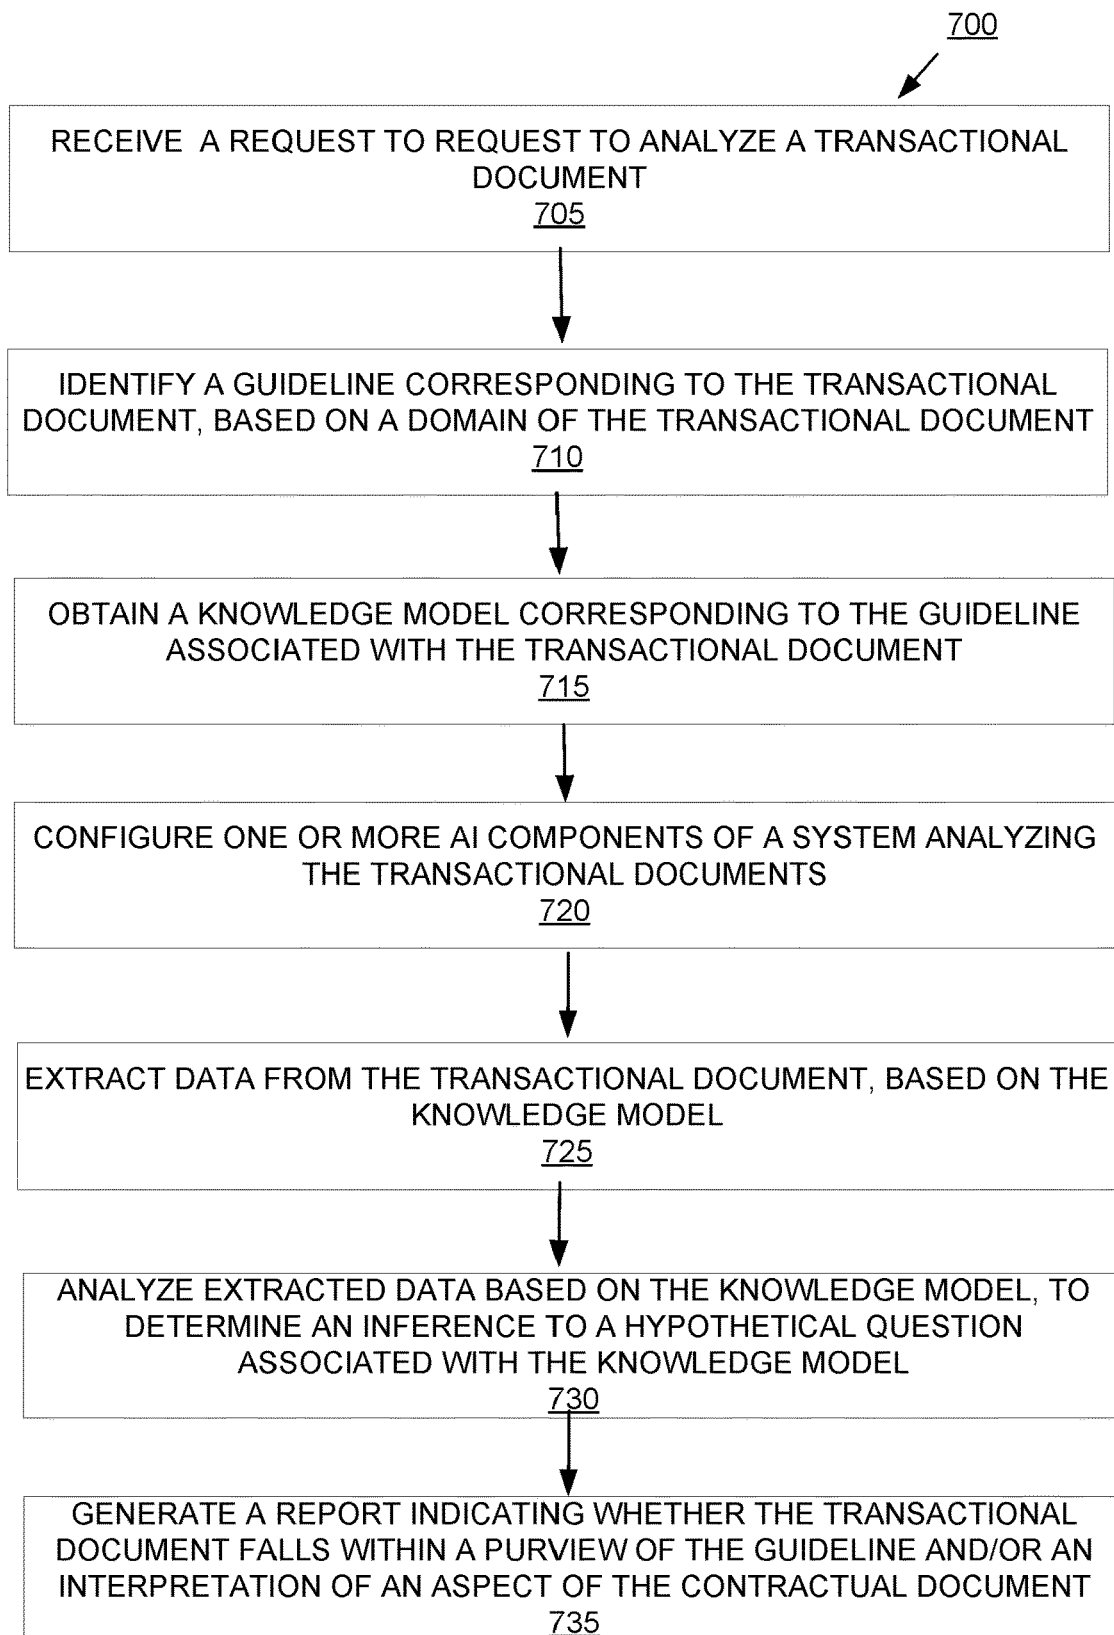 700
RECEIVE A REQUEST TO REQUEST TO ANALYZE A TRANSACTIONAL
DOCUMENT
705
IDENTIFY A GUIDELINE CORRESPONDING TO THE TRANSACTIONAL
DOCUMENT, BASED ON A DOMAIN OF THE TRANSACTIONAL DOCUMENT
710
OBTAIN A KNOWLEDGE MODEL CORRESPONDING TO THE GUIDELINE
ASSOCIATED WITH THE TRANSACTIONAL DOCUMENT
715
CONFIGURE ONE OR MORE AI COMPONENTS OF A SYSTEM ANALYZING
THE TRANSACTIONAL DOCUMENTS
720
EXTRACT DATA FROM THE TRANSACTIONAL DOCUMENT, BASED ON THE
KNOWLEDGE MODEL
725
ANALYZE EXTRACTED DATA BASED ON THE KNOWLEDGE MODEL, TO
DETERMINE AN INFERENCE TO A HYPOTHETICAL QUESTION
ASSOCIATED WITH THE KNOWLEDGE MODEL
730
GENERATE A REPORT INDICATING WHETHER THE TRANSACTIONAL
DOCUMENT FALLS WITHIN A PURVIEW OF THE GUIDELINE AND/OR AN
INTERPRETATION OF AN ASPECT OF THE CONTRACTUAL DOCUMENT
735